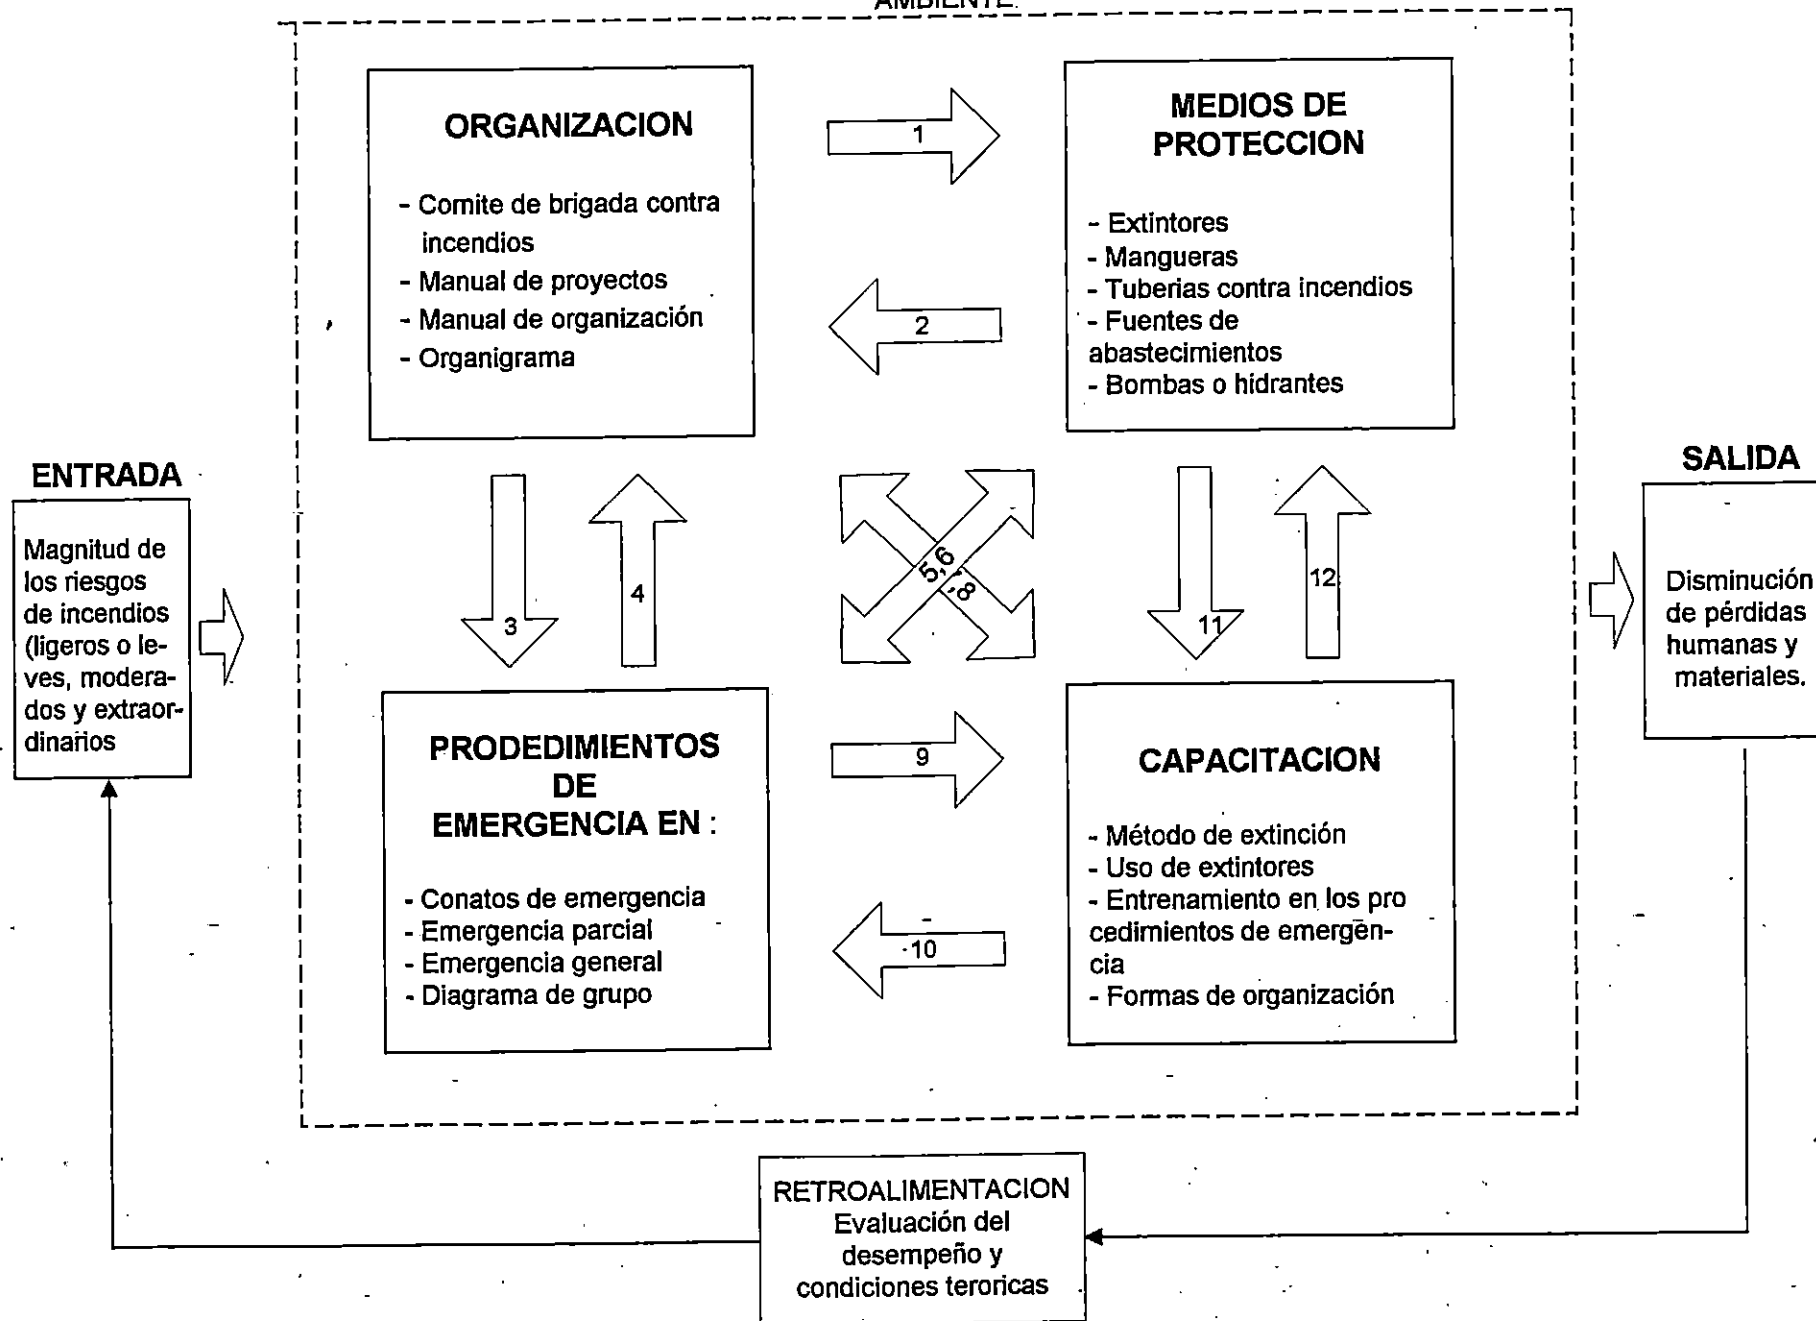 AMBIENTE.
ORGANIZACION
- Comite de brigada contra
incendios
- Manual de proyectos
- Manual de organización
- Organigrama
1
2
MEDIOS DE
PROTECCION
- Extintores
- Mangueras
- Tuberias contra incendios
- Fuentes de
abastecimientos
- Bombas o hidrantes
ENTRADA
Magnitud de
los riesgos
de incendios
(ligeros o le-
ves, modera-
dos y extraor-
dinarios
3
4
5,6
7,8
11
12
SALIDA
Disminución
de pérdidas
humanas y
materiales.
PRODEDIMIENTOS
DE
EMERGENCIA EN :
- Conatos de emergencia
- Emergencia parcial
- Emergencia general
- Diagrama de grupo
9
10
CAPACITACION
- Método de extinción
- Uso de extintores
- Entrenamiento en los pro
cedimientos de emergen-
cia
- Formas de organización
RETROALIMENTACION
Evaluación del
desempeño y
condiciones teroricas